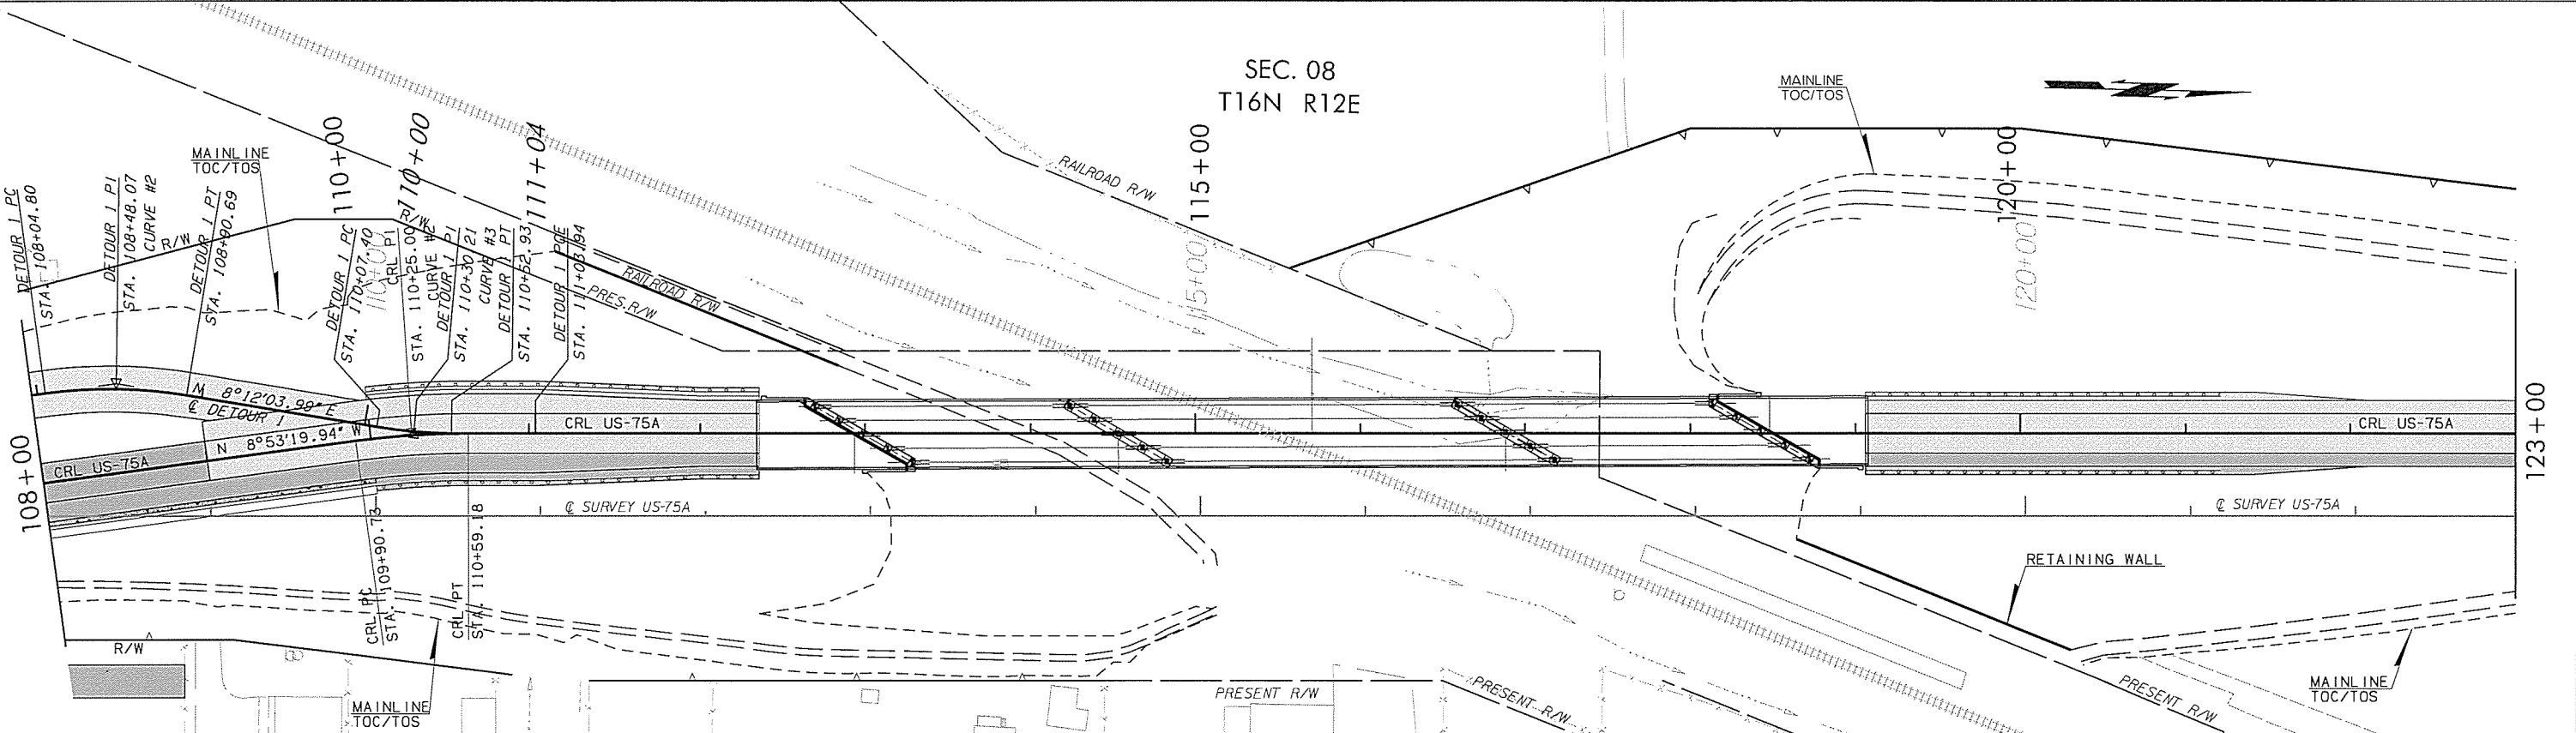 SEC. 08
T16N R12E
MAINLINE
TOC/TOS
RAILROAD R/W
115+00
120+00
110+00
110+00
111+04
MAINLINE
TOC/TOS
DETOUR 1 PC
STA. 108+04.80
DETOUR 1 PI
STA. 108+48.07
CURVE #2
DETOUR 1 PT
STA. 108+90.69
R/W
R/W
DETOUR 1 PC
STA. 110+07.40
110+00
CRL PI
STA. 110+25.00
CURVE #2
DETOUR 1 PI
STA. 110+30.21
CURVE #3
DETOUR 1 PT
STA. 110+52.93
DETOUR 1 POE
STA. 111+03.94
RAILROAD R/W
PRES. R/W
115+00
120+00
N 8°12'03.99" E
℄ DETOUR 1
N 8°53'19.94" W
CRL US-75A
CRL US-75A
CRL US-75A
108+00
123+00
℄ SURVEY US-75A
℄ SURVEY US-75A
CRL PC
STA. 109+90.73
CRL PT
STA. 110+59.18
RETAINING WALL
R/W
MAINLINE
TOC/TOS
PRESENT R/W
PRESENT R/W
PRESENT R/W
MAINLINE
TOC/TOS